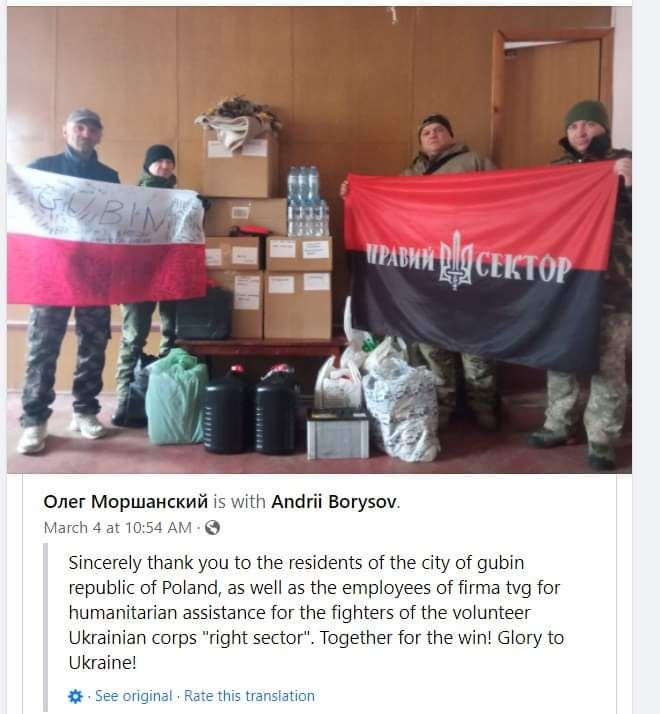 GUBIN
ПРАВИЙ СЕКТОР
Олег Моршанский is with Andrii Borysov.
March 4 at 10:54 AM ·
Sincerely thank you to the residents of the city of gubin
republic of Poland, as well as the employees of firma tvg for
humanitarian assistance for the fighters of the volunteer
Ukrainian corps "right sector". Together for the win! Glory to
Ukraine!
· See original · Rate this translation